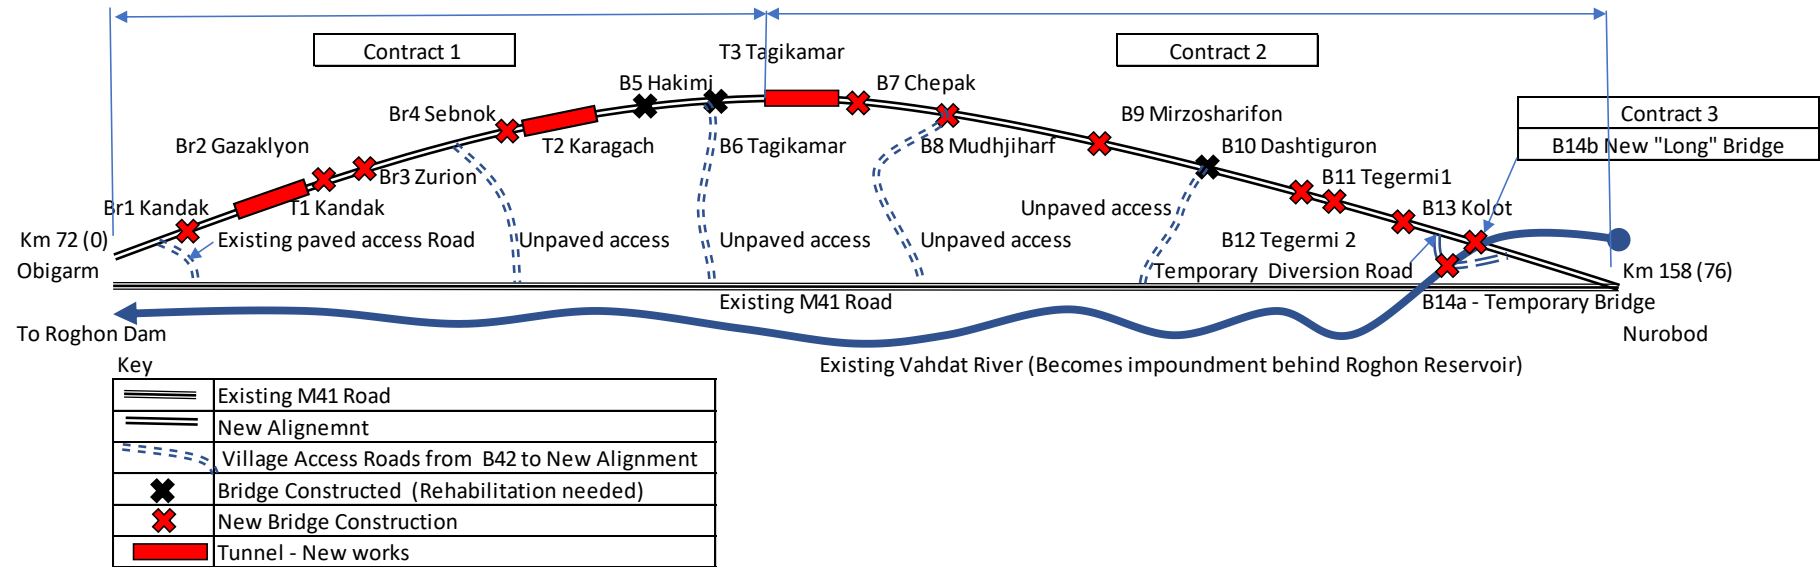 Contract 1
T3 Tagikamar
Contract 2
B5 Hakimi
B7 Chepak
Br4 Sebnok
B9 Mirzosharifon
Contract 3
Br2 Gazaklyon
T2 Karagach
B6 Tagikamar
B8 Mudhjiharf
B10 Dashtiguron
B14b New "Long" Bridge
Br3 Zurion
B11 Tegermi1
Br1 Kandak
T1 Kandak
Unpaved access
B13 Kolot
Km 72 (0)
Existing paved access Road
Unpaved access
Unpaved access
Unpaved access
B12 Tegermi 2
Obigarm
Temporary Diversion Road
Km 158 (76)
Existing M41 Road
B14a - Temporary Bridge
To Roghon Dam
Nurobod
Key
Existing Vahdat River (Becomes impoundment behind Roghon Reservoir)
Existing M41 Road
New Alignemnt
Village Access Roads from B42 to New Alignment
Bridge Constructed (Rehabilitation needed)
New Bridge Construction
Tunnel - New works